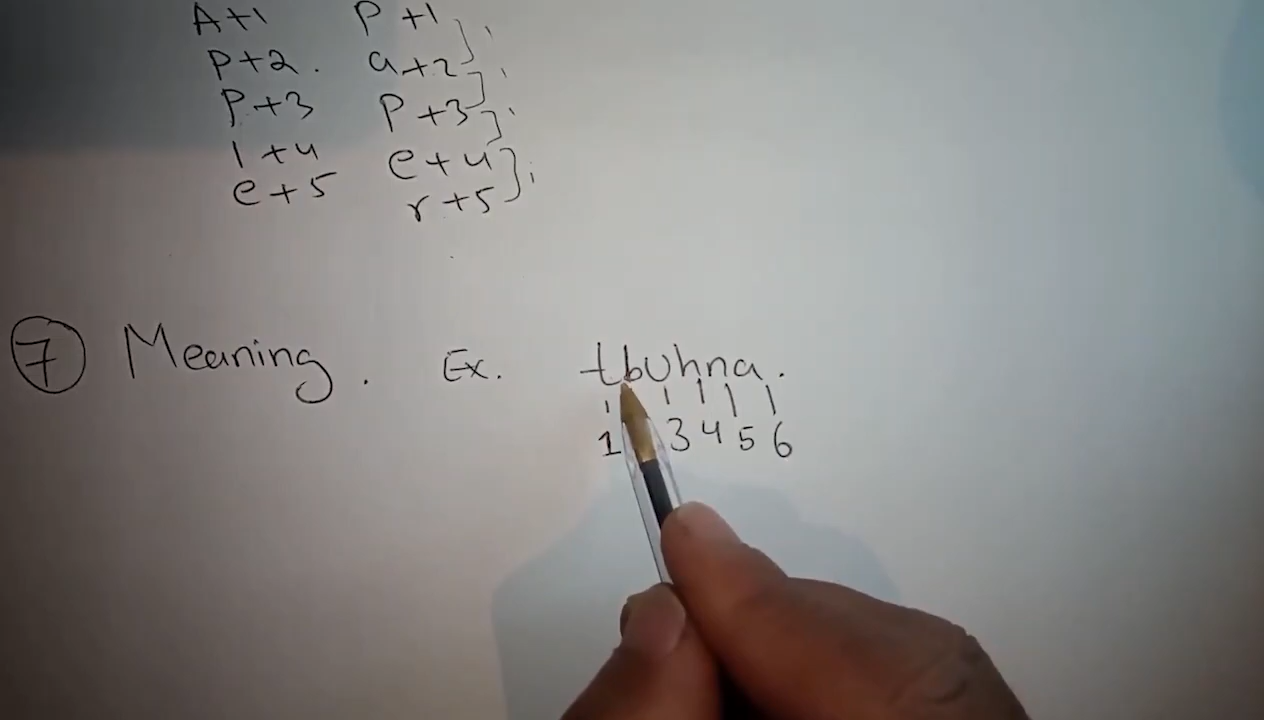 A+1 P+1
P+2. a+2
P+3 P+3
l+4 e+4
e+5 r+5
7 Meaning. Ex. tbuhna.
1 3 4 5 6